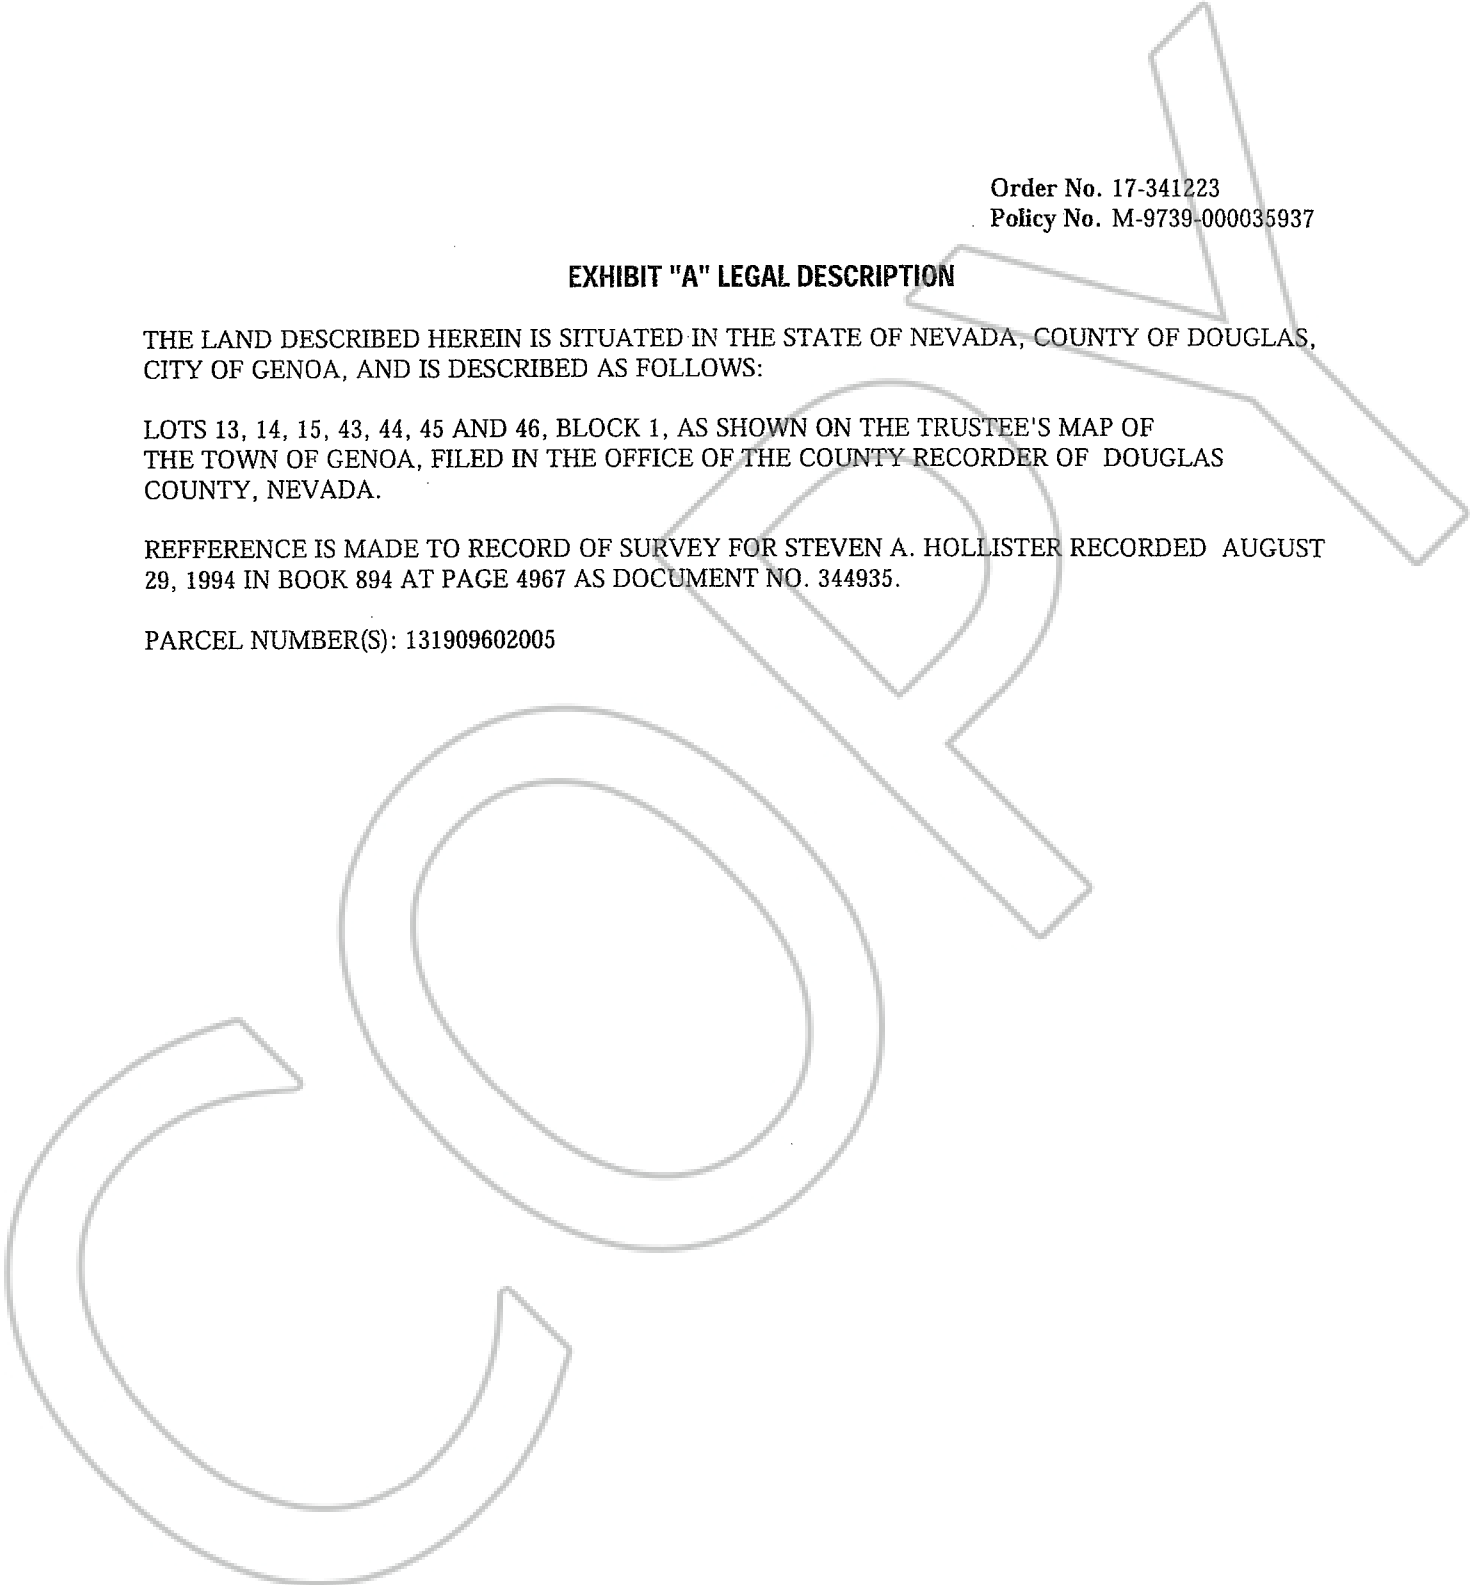 Order No. 17-341223
Policy No. M-9739-000035937
EXHIBIT "A" LEGAL DESCRIPTION
THE LAND DESCRIBED HEREIN IS SITUATED IN THE STATE OF NEVADA, COUNTY OF DOUGLAS,
CITY OF GENOA, AND IS DESCRIBED AS FOLLOWS:
LOTS 13, 14, 15, 43, 44, 45 AND 46, BLOCK 1, AS SHOWN ON THE TRUSTEE'S MAP OF
THE TOWN OF GENOA, FILED IN THE OFFICE OF THE COUNTY RECORDER OF DOUGLAS
COUNTY, NEVADA.
REFFERENCE IS MADE TO RECORD OF SURVEY FOR STEVEN A. HOLLISTER RECORDED AUGUST
29, 1994 IN BOOK 894 AT PAGE 4967 AS DOCUMENT NO. 344935.
PARCEL NUMBER(S): 131909602005
COPY